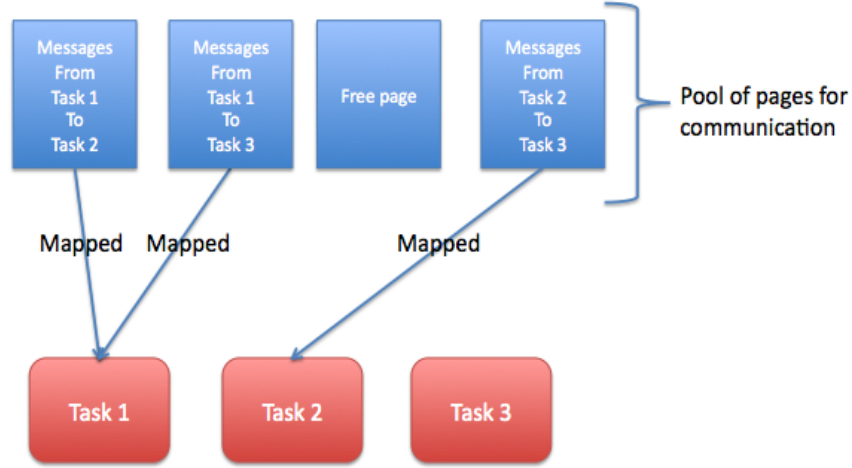 Messages
From
Task 1
To
Task 2
Messages
From
Task 1
To
Task 3
Free page
Messages
From
Task 2
To
Task 3
Pool of pages for
communication
Mapped
Mapped
Mapped
Task 1
Task 2
Task 3